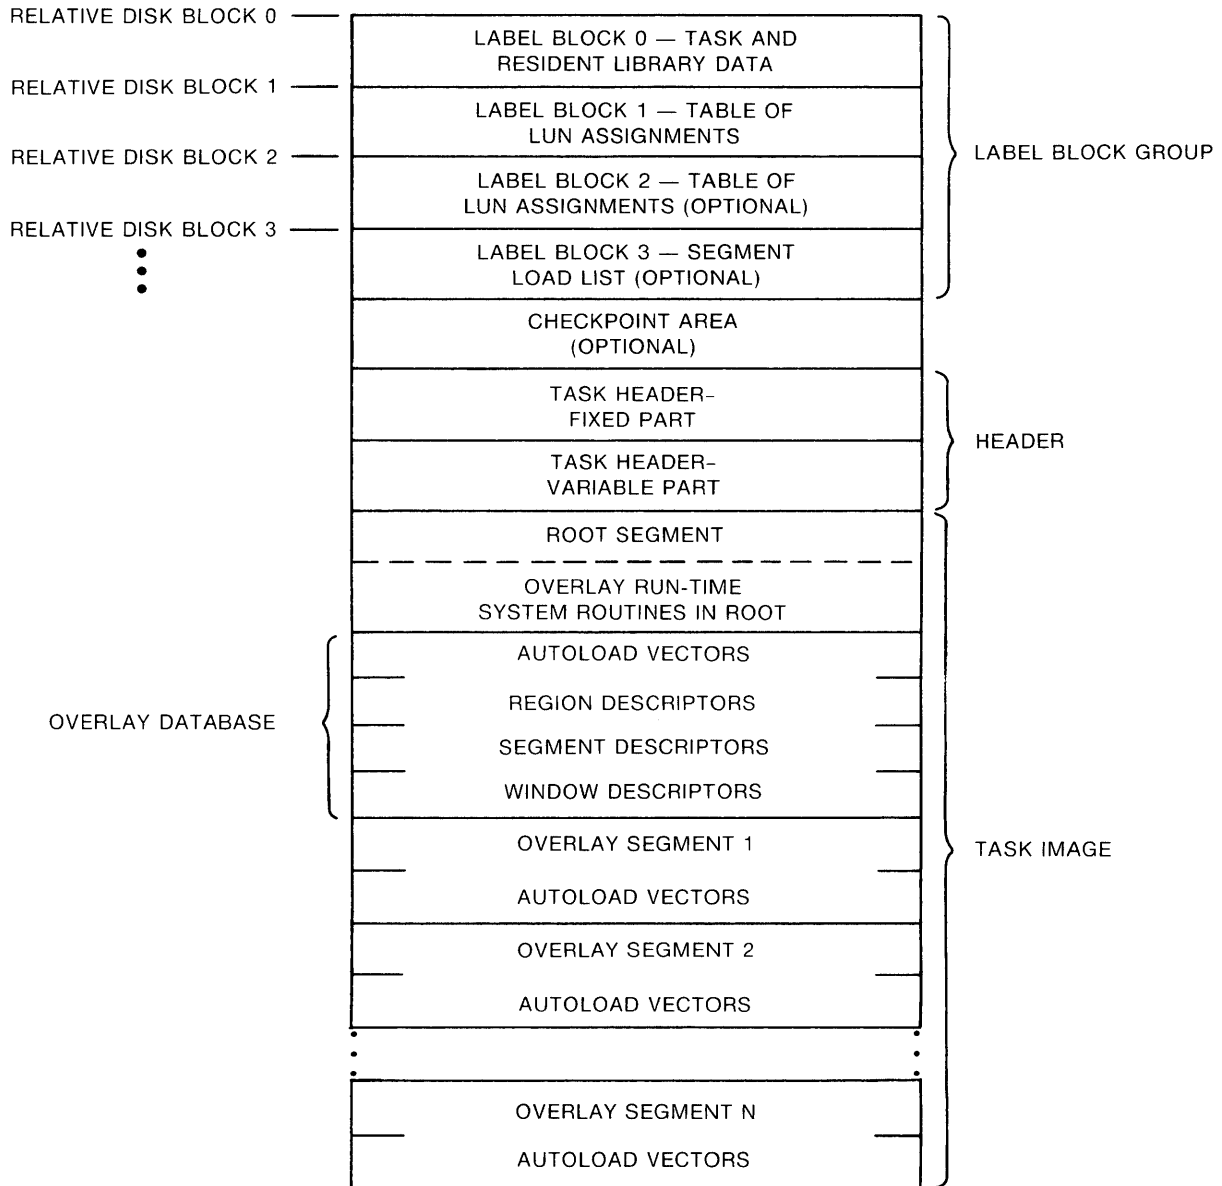 RELATIVE DISK BLOCK 0
LABEL BLOCK 0 — TASK AND
RESIDENT LIBRARY DATA
RELATIVE DISK BLOCK 1
LABEL BLOCK 1 — TABLE OF
LUN ASSIGNMENTS
LABEL BLOCK GROUP
RELATIVE DISK BLOCK 2
LABEL BLOCK 2 — TABLE OF
LUN ASSIGNMENTS (OPTIONAL)
RELATIVE DISK BLOCK 3
LABEL BLOCK 3 — SEGMENT
LOAD LIST (OPTIONAL)
CHECKPOINT AREA
(OPTIONAL)
TASK HEADER–
FIXED PART
HEADER
TASK HEADER–
VARIABLE PART
ROOT SEGMENT
OVERLAY RUN-TIME
SYSTEM ROUTINES IN ROOT
AUTOLOAD VECTORS
REGION DESCRIPTORS
OVERLAY DATABASE
SEGMENT DESCRIPTORS
WINDOW DESCRIPTORS
OVERLAY SEGMENT 1
TASK IMAGE
AUTOLOAD VECTORS
OVERLAY SEGMENT 2
AUTOLOAD VECTORS
OVERLAY SEGMENT N
AUTOLOAD VECTORS